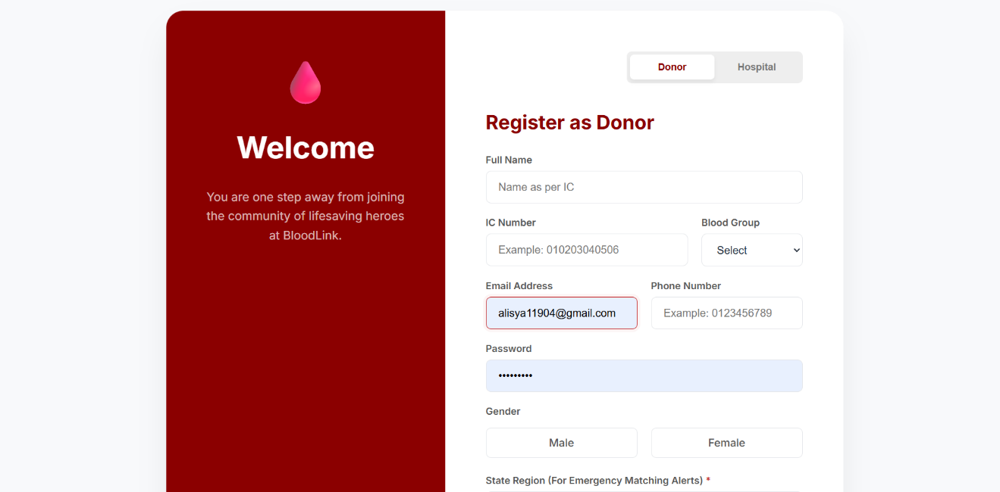 Welcome
You are one step away from joining
the community of lifesaving heroes
at BloodLink.
Donor
Hospital
Register as Donor
Full Name
Name as per IC
IC Number
Blood Group
Example: 010203040506
Select
Email Address
Phone Number
alisya11904@gmail.com
Example: 0123456789
Password
•••••••••
Gender
Male
Female
State Region (For Emergency Matching Alerts) *